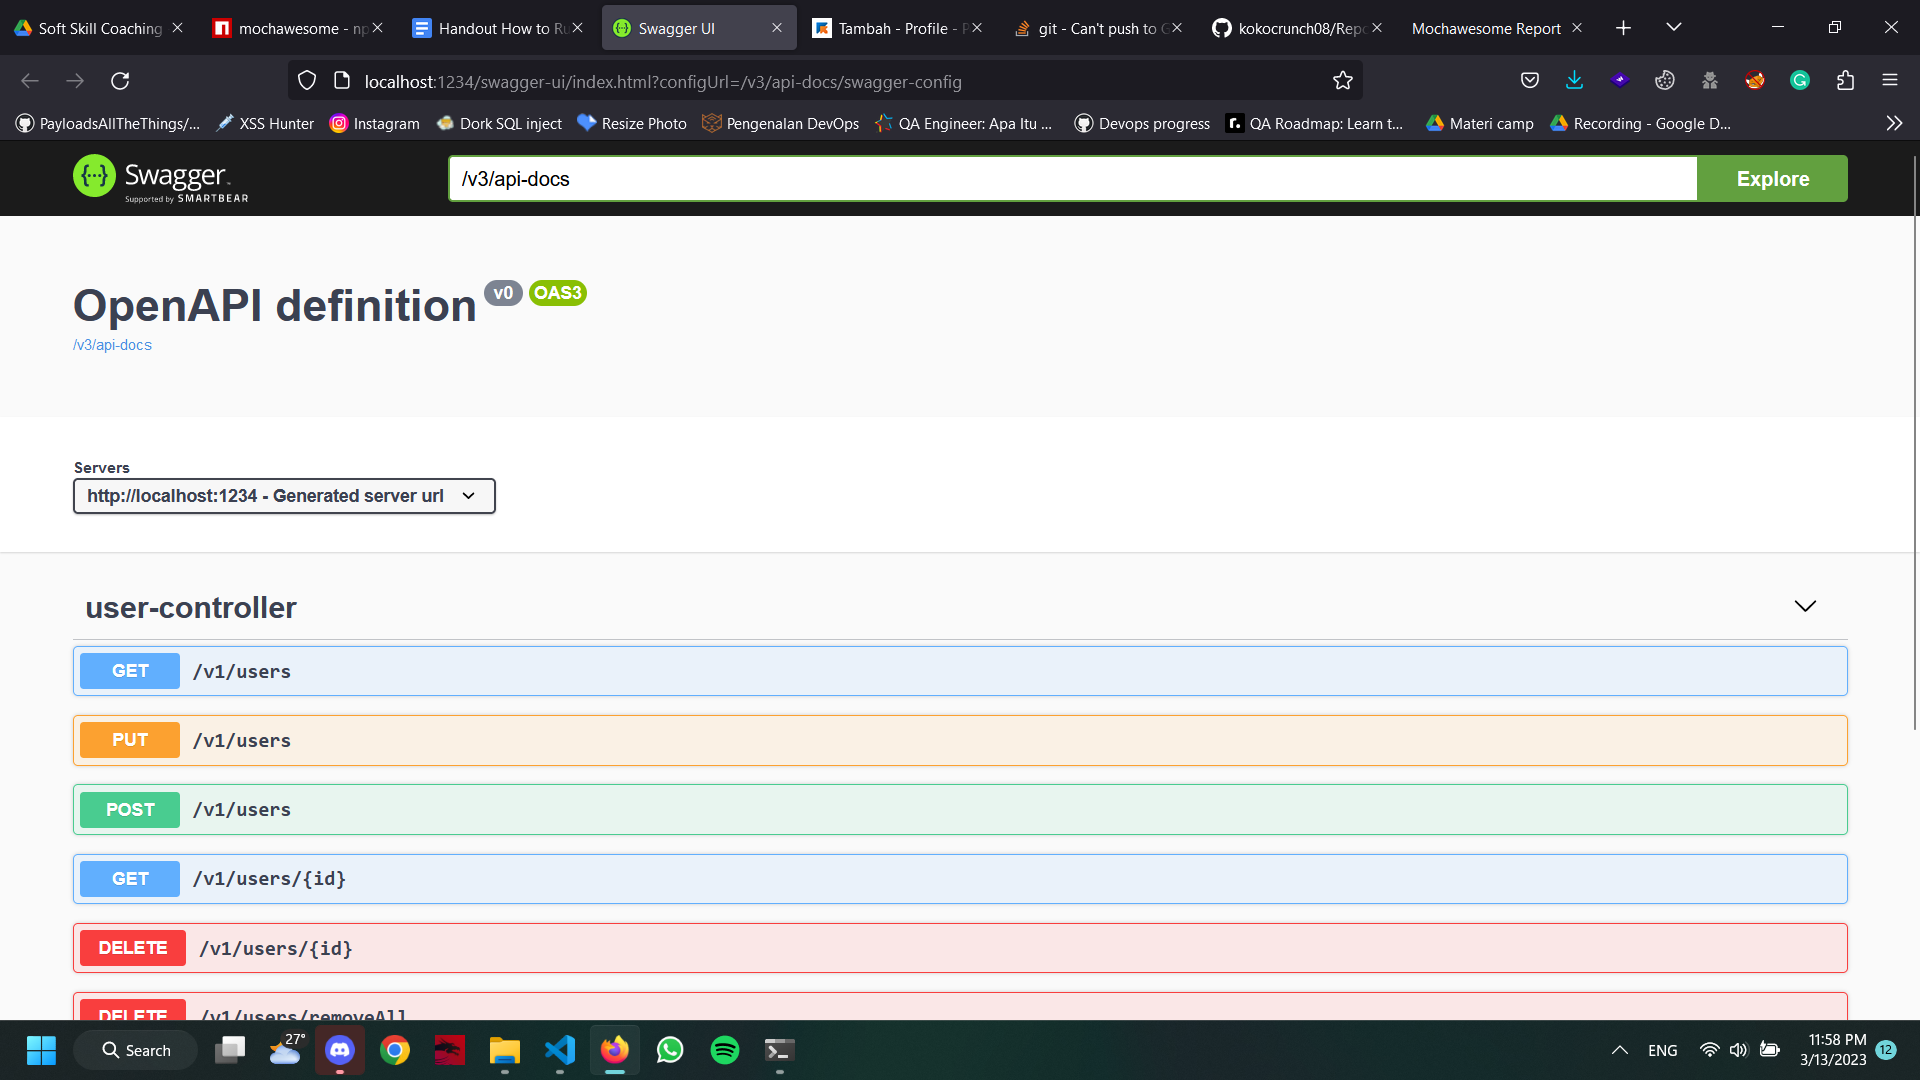 Soft Skill Coaching
mochawesome - np
Handout How to Ru
Swagger UI
Tambah - Profile - P
git - Can't push to G
kokocrunch08/Repo
Mochawesome Report
localhost:1234/swagger-ui/index.html?configUrl=/v3/api-docs/swagger-config
PayloadsAllTheThings/...
XSS Hunter
Instagram
Dork SQL inject
Resize Photo
Pengenalan DevOps
QA Engineer: Apa Itu ...
Devops progress
QA Roadmap: Learn t...
Materi camp
Recording - Google D...
Swagger
Supported by SMARTBEAR
/v3/api-docs
Explore
OpenAPI definition v0 OAS3
/v3/api-docs
Servers
http://localhost:1234 - Generated server url
user-controller
GET /v1/users
PUT /v1/users
POST /v1/users
GET /v1/users/{id}
DELETE /v1/users/{id}
DELETE /v1/users/removeAll
Search
27°
ENG
11:58 PM
3/13/2023
12